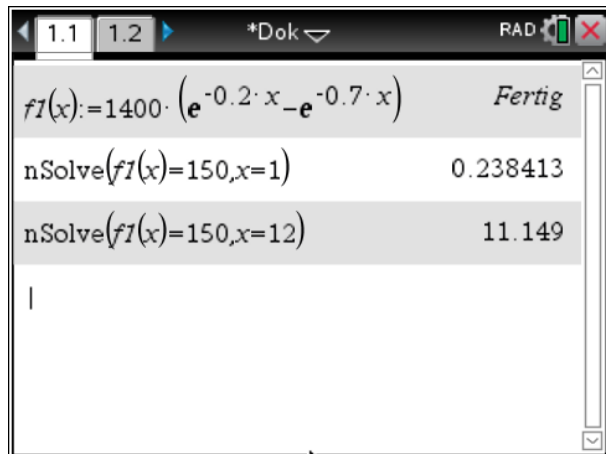 1.1 1.2 *Dok RAD
f1(x):=1400·(e^-0.2·x-e^-0.7·x) Fertig
nSolve(f1(x)=150,x=1) 0.238413
nSolve(f1(x)=150,x=12) 11.149